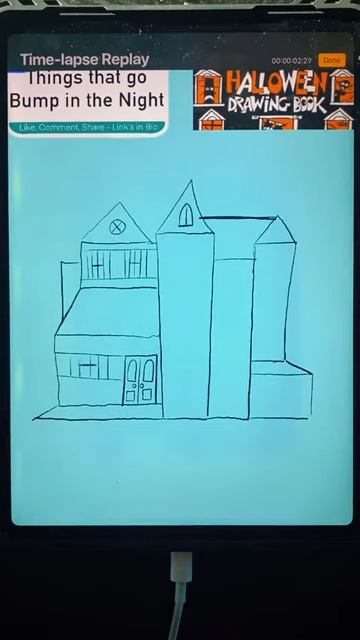 Time-lapse Replay
00:00:02:29
Done
Things that go
Bump in the Night
Like, Comment, Share - Link's in Bio
HALLOWEEN
DRAWING-BOOK